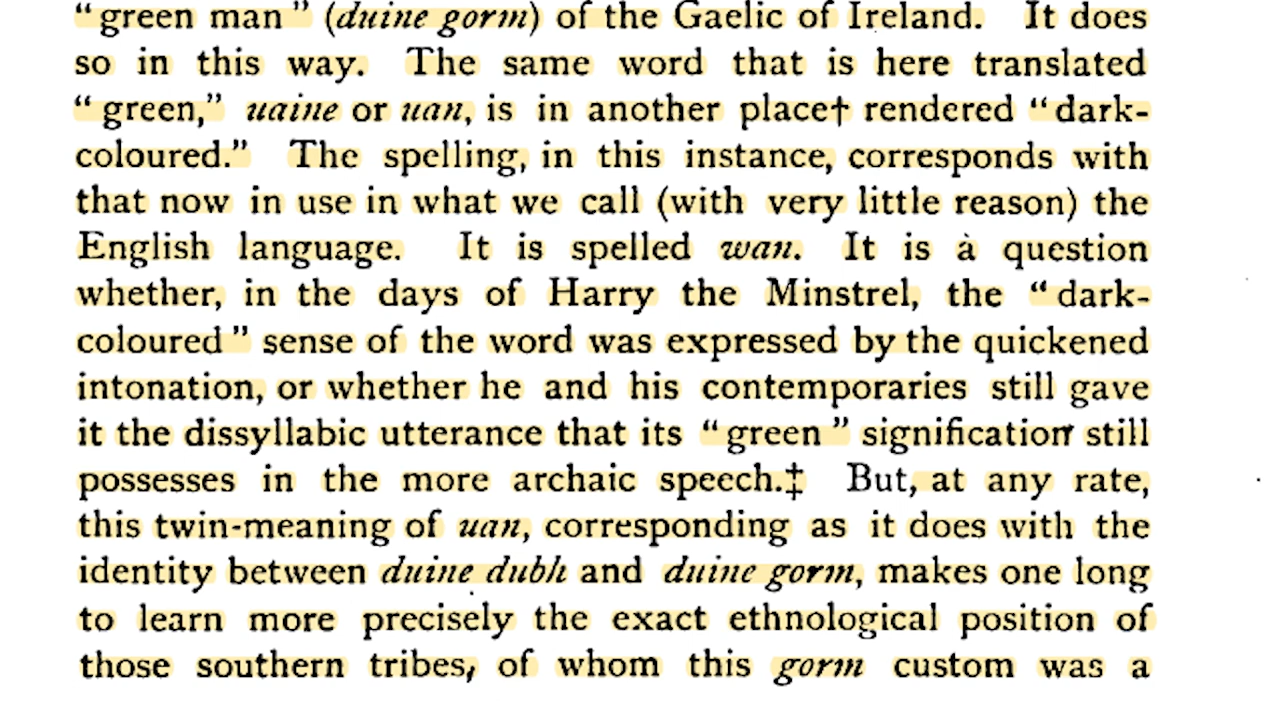 “green man” (duine gorm) of the Gaelic of Ireland. It does
so in this way. The same word that is here translated
“green,” uaine or uan, is in another place† rendered “dark-
coloured.” The spelling, in this instance, corresponds with
that now in use in what we call (with very little reason) the
English language. It is spelled wan. It is a question
whether, in the days of Harry the Minstrel, the “dark-
coloured” sense of the word was expressed by the quickened
intonation, or whether he and his contemporaries still gave
it the dissyllabic utterance that its “green” signification still
possesses in the more archaic speech.‡ But, at any rate,
this twin-meaning of uan, corresponding as it does with the
identity between duine dubh and duine gorm, makes one long
to learn more precisely the exact ethnological position of
those southern tribes, of whom this gorm custom was a